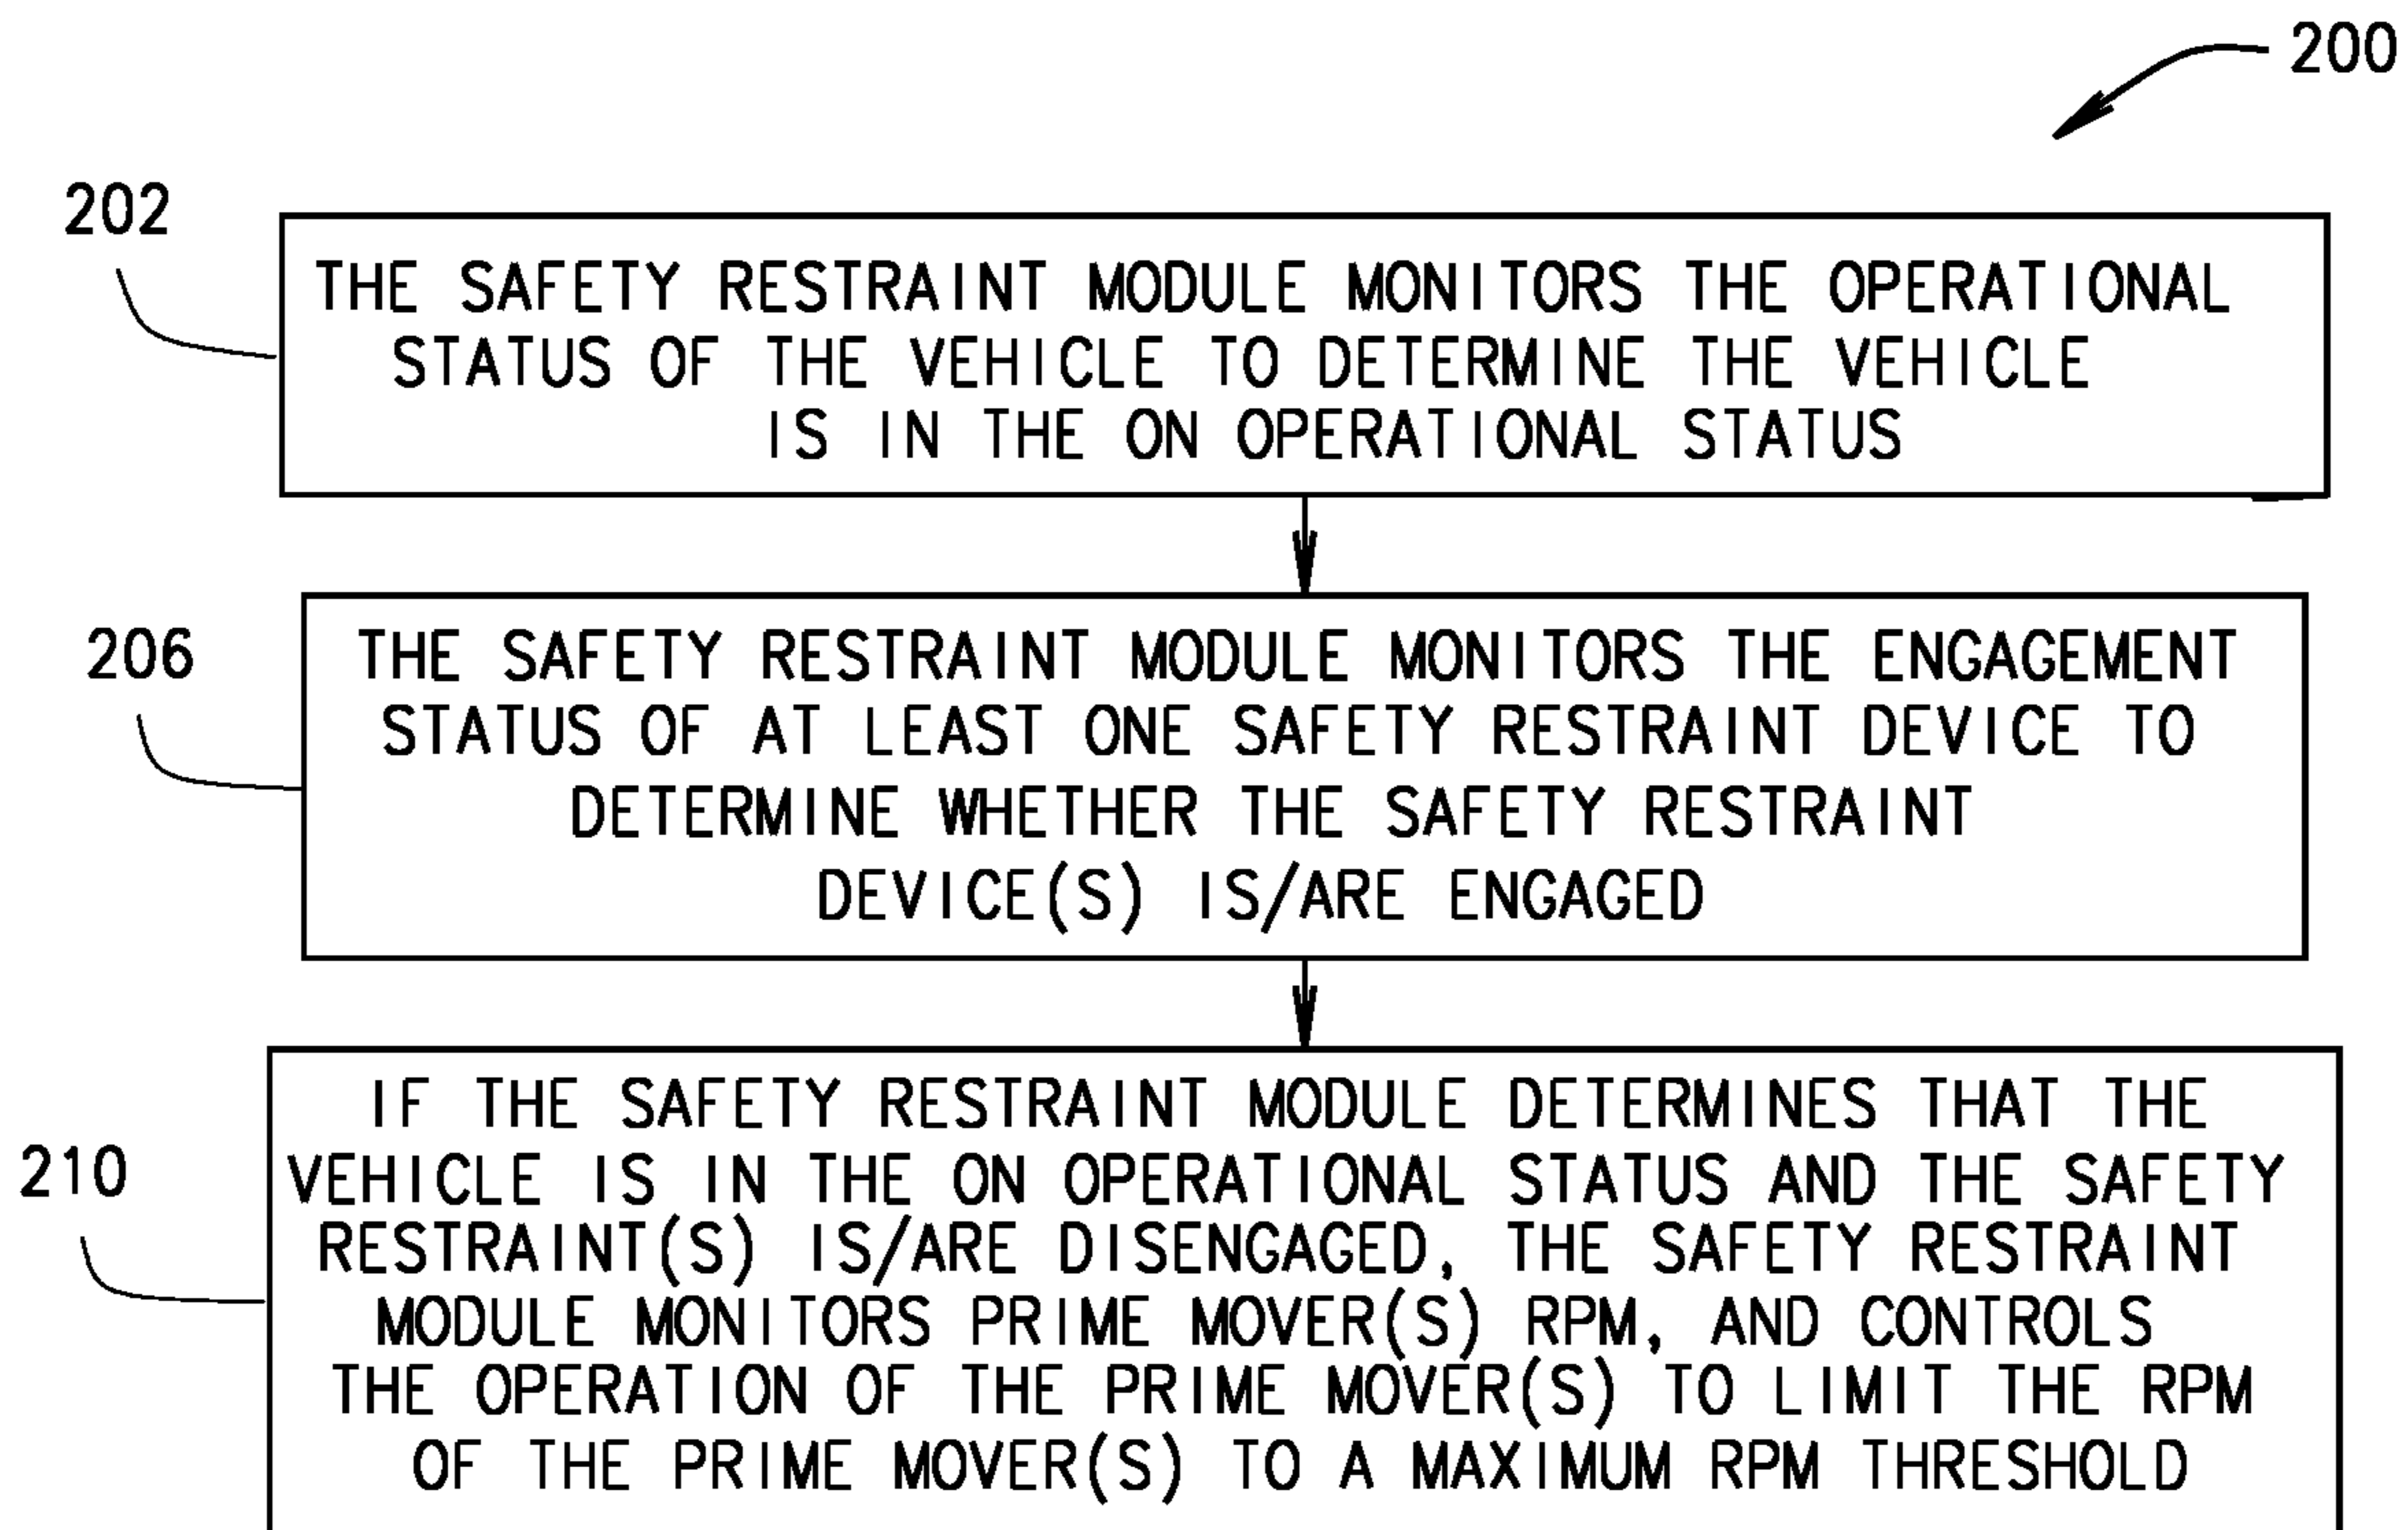 200
202
THE SAFETY RESTRAINT MODULE MONITORS THE OPERATIONAL
STATUS OF THE VEHICLE TO DETERMINE THE VEHICLE
IS IN THE ON OPERATIONAL STATUS
206
THE SAFETY RESTRAINT MODULE MONITORS THE ENGAGEMENT
STATUS OF AT LEAST ONE SAFETY RESTRAINT DEVICE TO
DETERMINE WHETHER THE SAFETY RESTRAINT
DEVICE(S) IS/ARE ENGAGED
210
IF THE SAFETY RESTRAINT MODULE DETERMINES THAT THE
VEHICLE IS IN THE ON OPERATIONAL STATUS AND THE SAFETY
RESTRAINT(S) IS/ARE DISENGAGED, THE SAFETY RESTRAINT
MODULE MONITORS PRIME MOVER(S) RPM, AND CONTROLS
THE OPERATION OF THE PRIME MOVER(S) TO LIMIT THE RPM
OF THE PRIME MOVER(S) TO A MAXIMUM RPM THRESHOLD